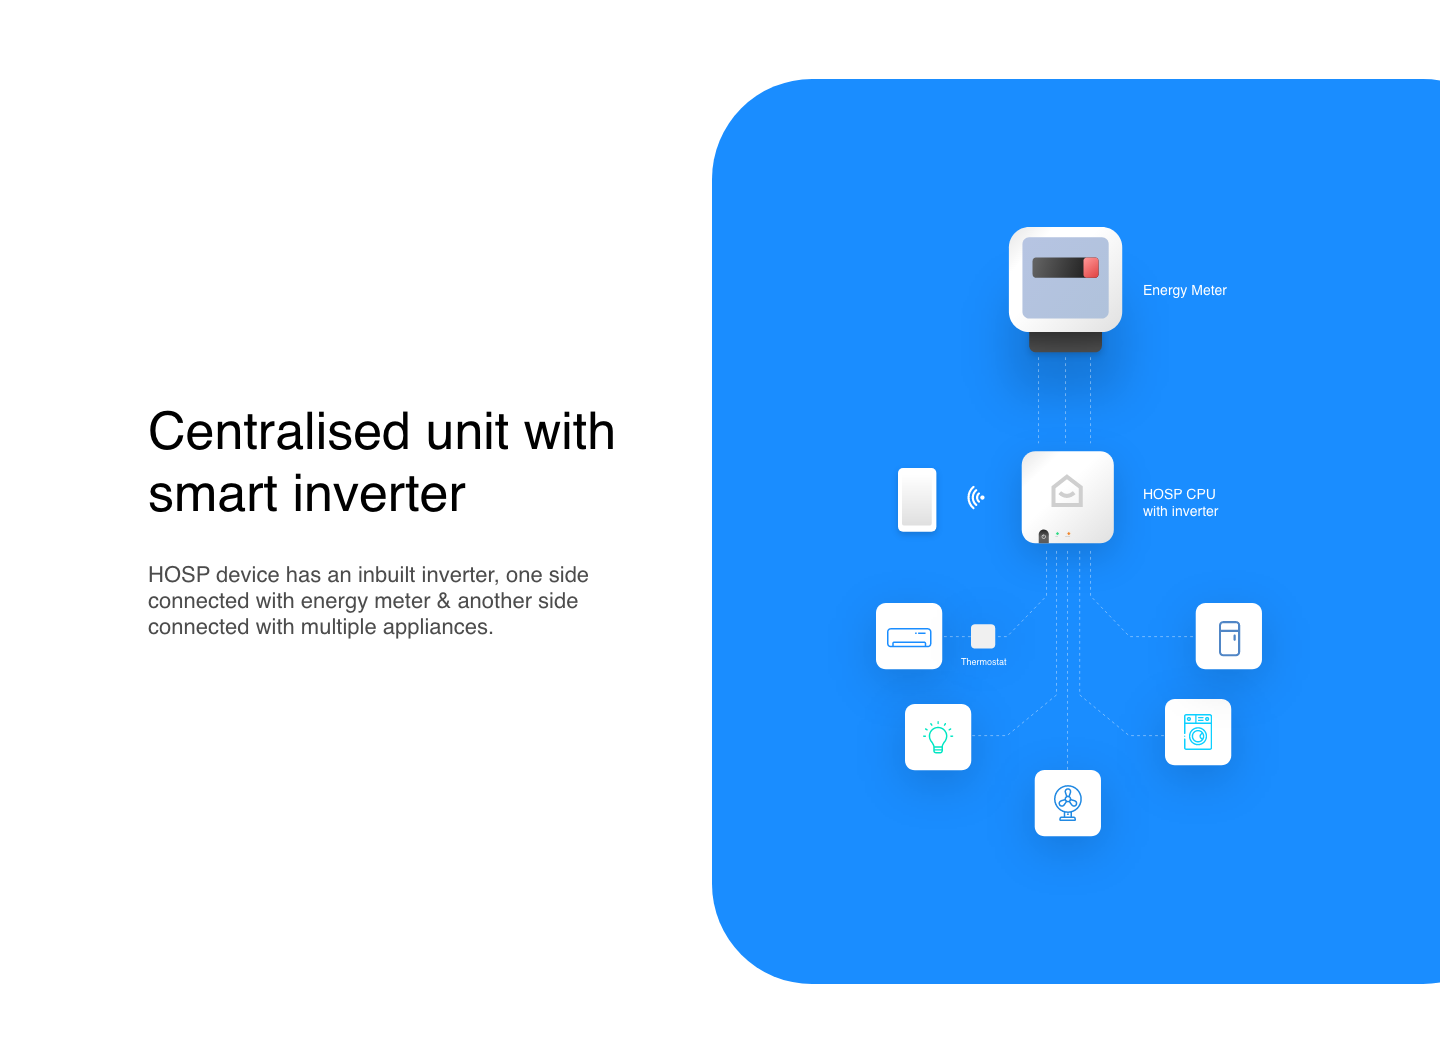 Centralised unit with
smart inverter
HOSP device has an inbuilt inverter, one side
connected with energy meter & another side
connected with multiple appliances.
Energy Meter
HOSP CPU
with inverter
Thermostat